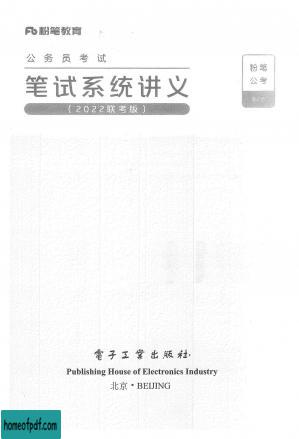 Fb 粉笔教育
公务员考试
笔试系统讲义
(2022联考版)
粉笔
公考
電子工業出版社
Publishing House of Electronics Industry
北京·BEIJING
homeofpdf.com